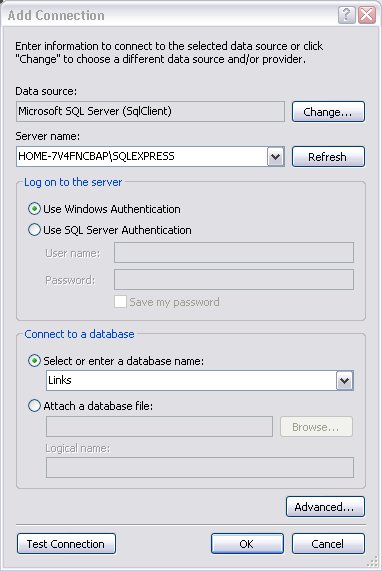 Add Connection
Enter information to connect to the selected data source or click
"Change" to choose a different data source and/or provider.
Data source:
Microsoft SQL Server (SqlClient)
Change...
Server name:
HOME-7V4FNCBAP\SQLEXPRESS
Refresh
Log on to the server
Use Windows Authentication
Use SQL Server Authentication
User name:
Password:
Save my password
Connect to a database
Select or enter a database name:
Links
Attach a database file:
Browse...
Logical name:
Advanced...
Test Connection
OK
Cancel